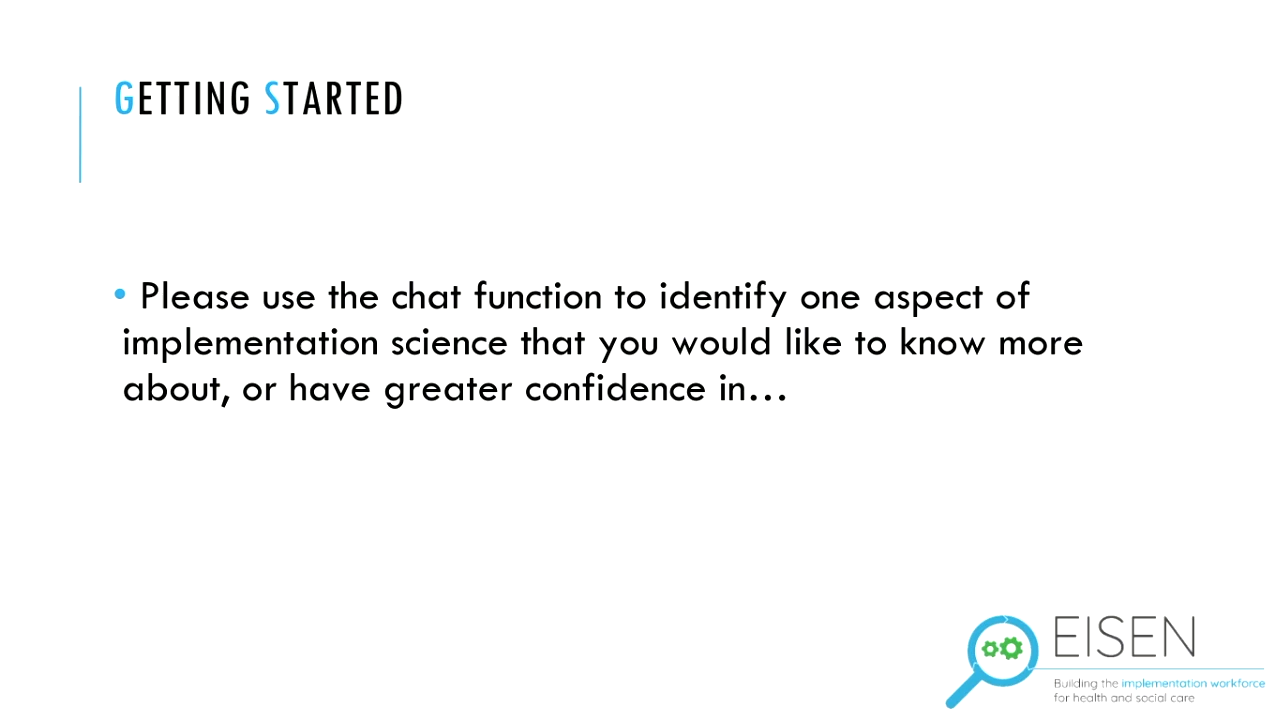 GETTING STARTED
• Please use the chat function to identify one aspect of
implementation science that you would like to know more
about, or have greater confidence in…
EISEN
Building the implementation workforce
for health and social care